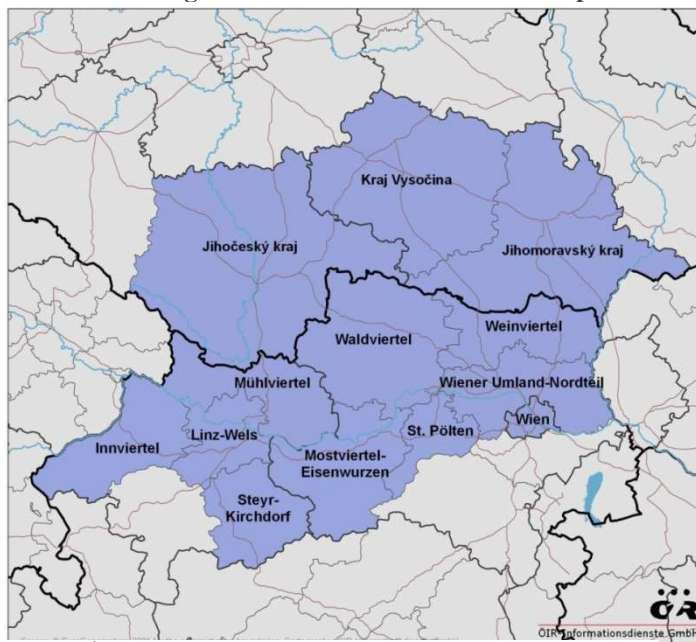 Kraj Vysočina
Jihočeský kraj
Jihomoravský kraj
Weinviertel
Waldviertel
Mühlviertel
Wiener Umland-Nordteil
Wien
St. Pölten
Linz-Wels
Innviertel
Mostviertel-
Eisenwurzen
Steyr-
Kirchdorf
ÖIR
ÖIR-Informationsdienste GmbH